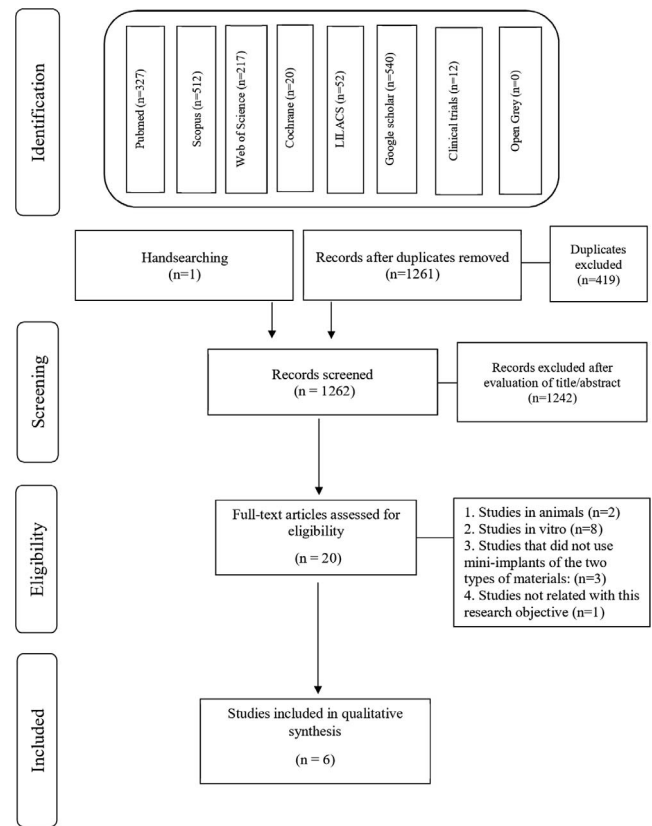 Identification
Pubmed (n=327)
Scopus (n=512)
Web of Science (n=217)
Cochrane (n=20)
LILACS (n=52)
Google scholar (n=540)
Clinical trials (n=12)
Open Grey (n=0)
Handsearching
(n=1)
Records after duplicates removed
(n=1261)
Duplicates
excluded
(n=419)
Screening
Records screened
(n = 1262)
Records excluded after
evaluation of title/abstract
(n=1242)
Eligibility
Full-text articles assessed for
eligibility
(n = 20)
1. Studies in animals (n=2)
2. Studies in vitro (n=8)
3. Studies that did not use
mini-implants of the two
types of materials: (n=3)
4. Studies not related with this
research objective (n=1)
Included
Studies included in qualitative
synthesis
(n = 6)